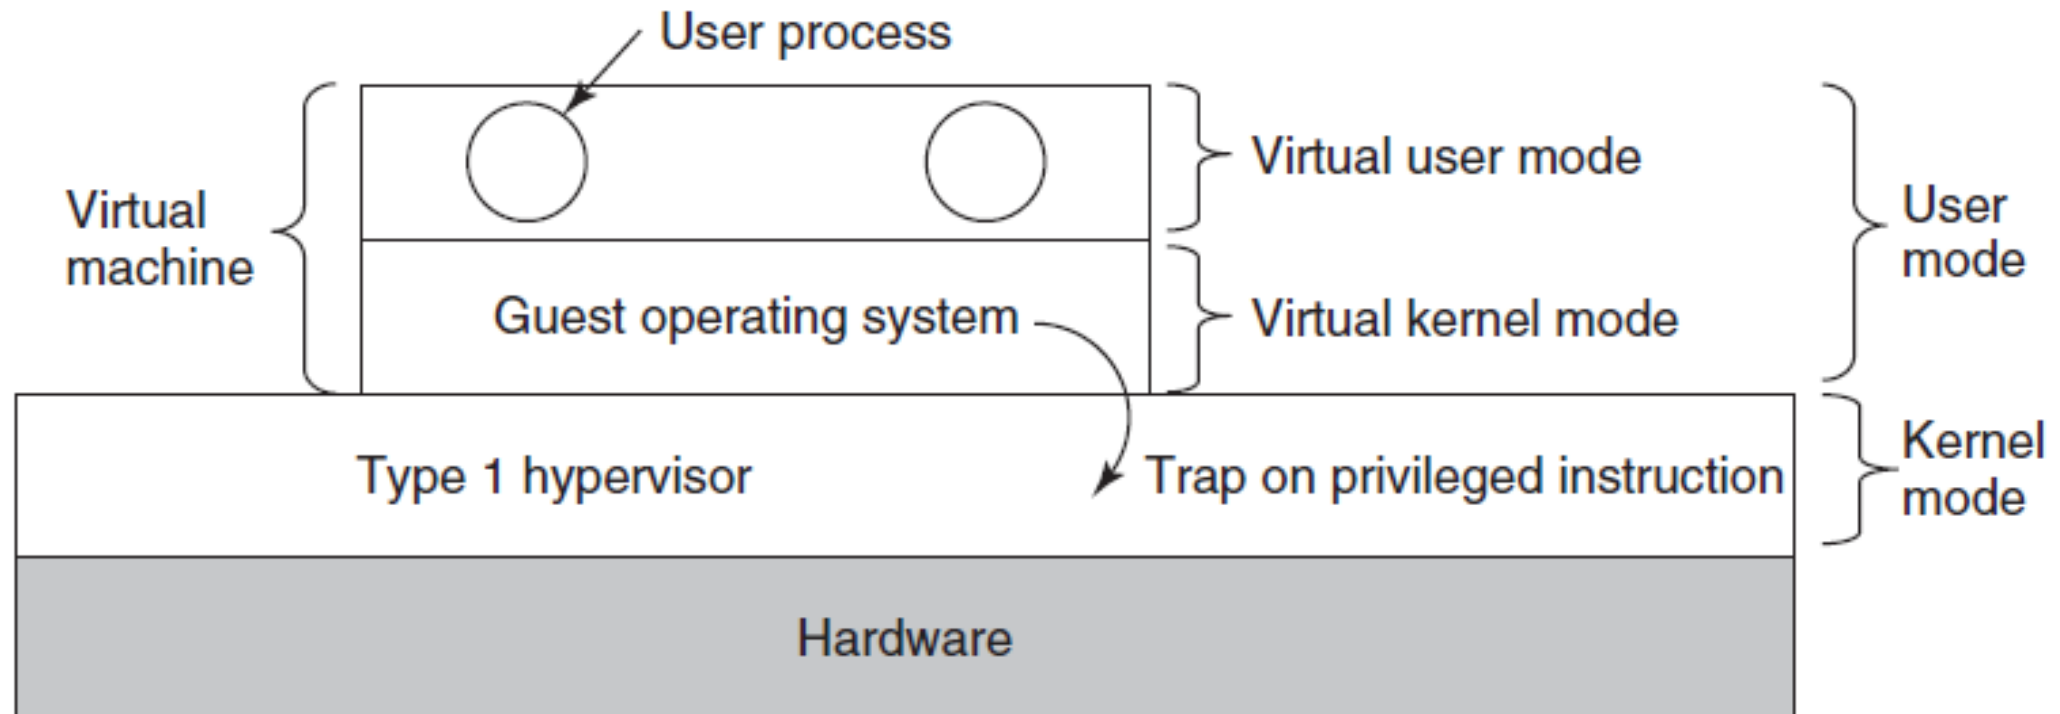 User process
Virtual
machine
Virtual user mode
User
mode
Guest operating system
Virtual kernel mode
Type 1 hypervisor
Trap on privileged instruction
Kernel
mode
Hardware